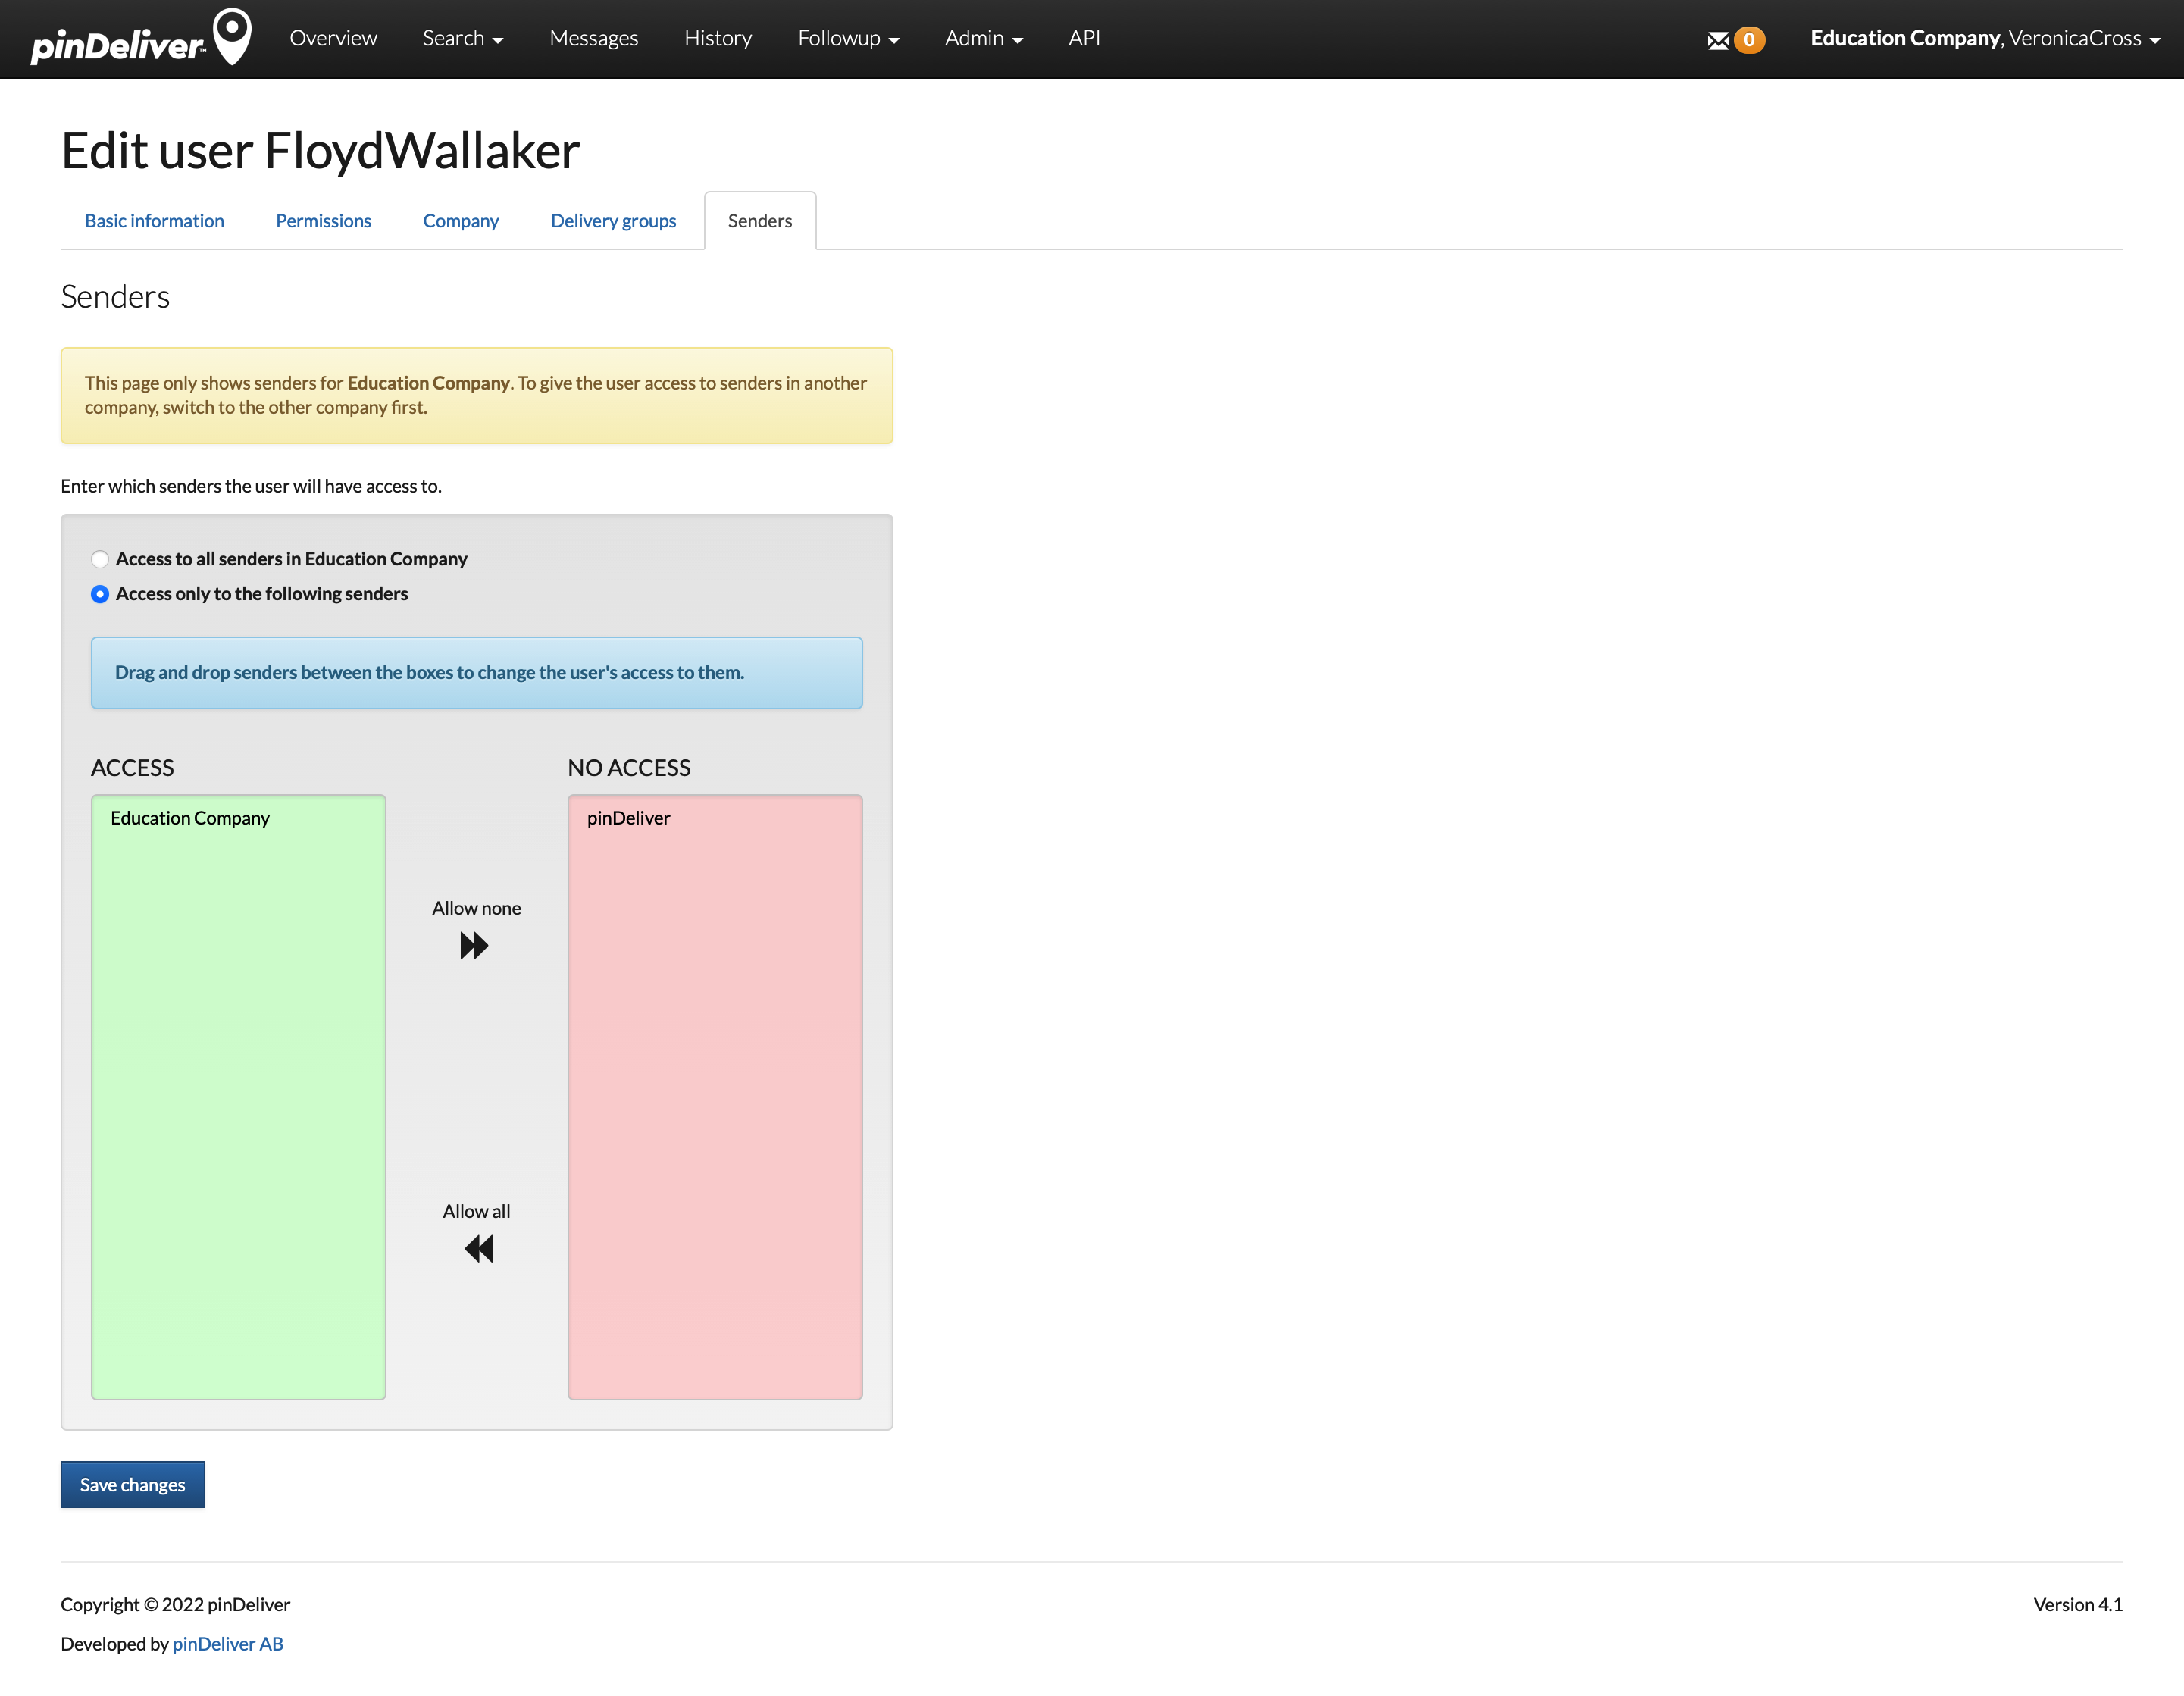 pinDeliver™ Overview Search Messages History Followup Admin API 0 Education Company, VeronicaCross
Edit user FloydWallaker
Basic information Permissions Company Delivery groups Senders
Senders
This page only shows senders for Education Company. To give the user access to senders in another
company, switch to the other company first.
Enter which senders the user will have access to.
Access to all senders in Education Company
Access only to the following senders
Drag and drop senders between the boxes to change the user's access to them.
ACCESS NO ACCESS
Education Company pinDeliver
Allow none
Allow all
Save changes
Copyright © 2022 pinDeliver Version 4.1
Developed by pinDeliver AB